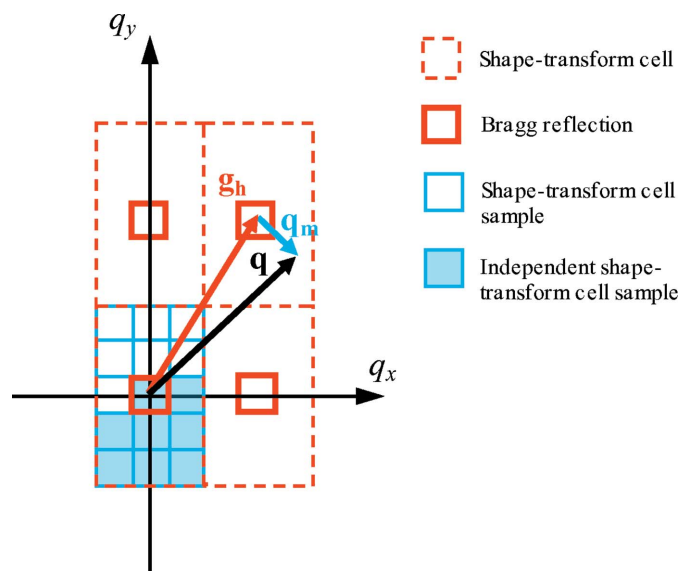 q_y
g_h
q_m
q
q_x
Shape-transform cell
Bragg reflection
Shape-transform cell
sample
Independent shape-
transform cell sample